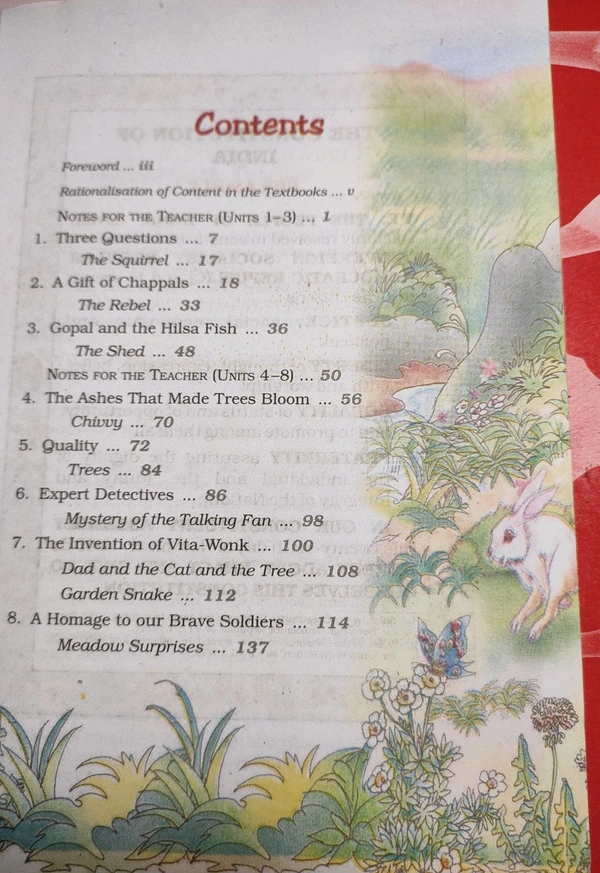 Contents
Foreword ... iii
Rationalisation of Content in the Textbooks ... v
NOTES FOR THE TEACHER (UNITS 1–3) ... 1
1. Three Questions ... 7
The Squirrel ... 17
2. A Gift of Chappals ... 18
The Rebel ... 33
3. Gopal and the Hilsa Fish ... 36
The Shed ... 48
NOTES FOR THE TEACHER (UNITS 4–8) ... 50
4. The Ashes That Made Trees Bloom ... 56
Chivvy ... 70
5. Quality ... 72
Trees ... 84
6. Expert Detectives ... 86
Mystery of the Talking Fan ... 98
7. The Invention of Vita-Wonk ... 100
Dad and the Cat and the Tree ... 108
Garden Snake ... 112
8. A Homage to our Brave Soldiers ... 114
Meadow Surprises ... 137